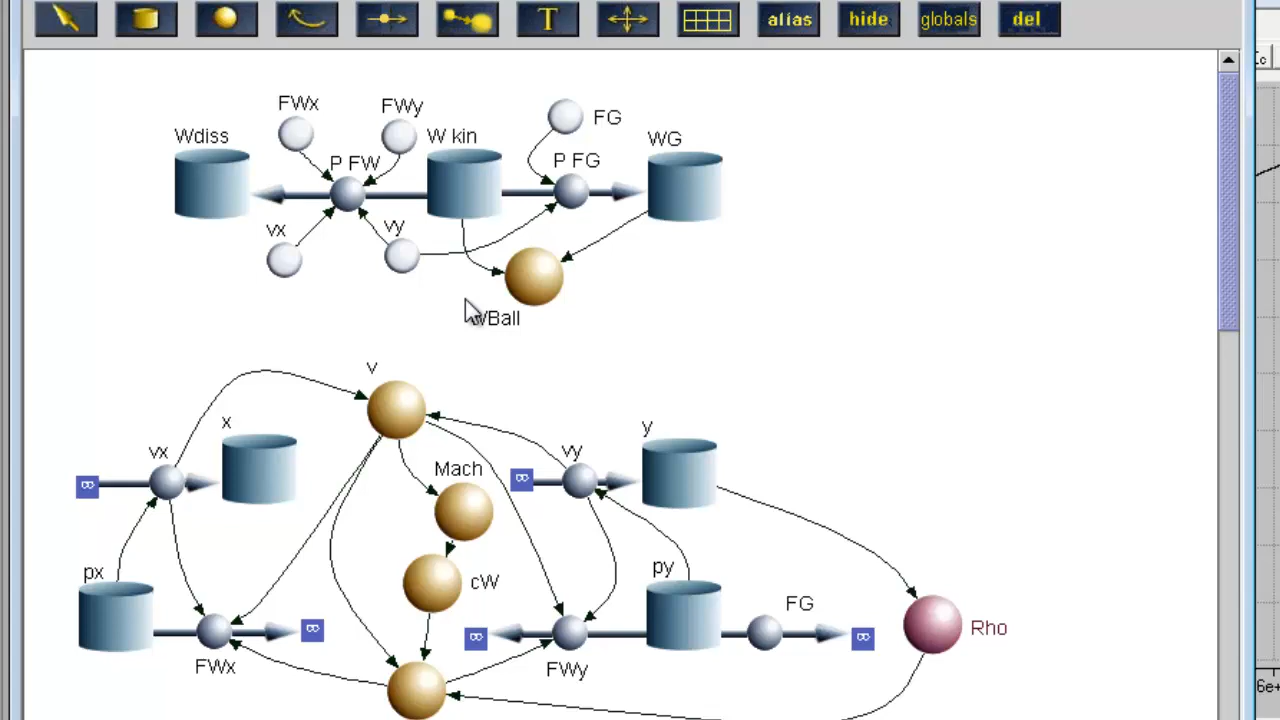 T
alias
hide
globals
del
FWx
FWy
FG
Wdiss
P FW
W kin
P FG
WG
vx
vy
WBall
v
x
vx
Mach
vy
y
∞
∞
px
cW
py
FG
∞
∞
∞
Rho
FWx
FWy
6e+